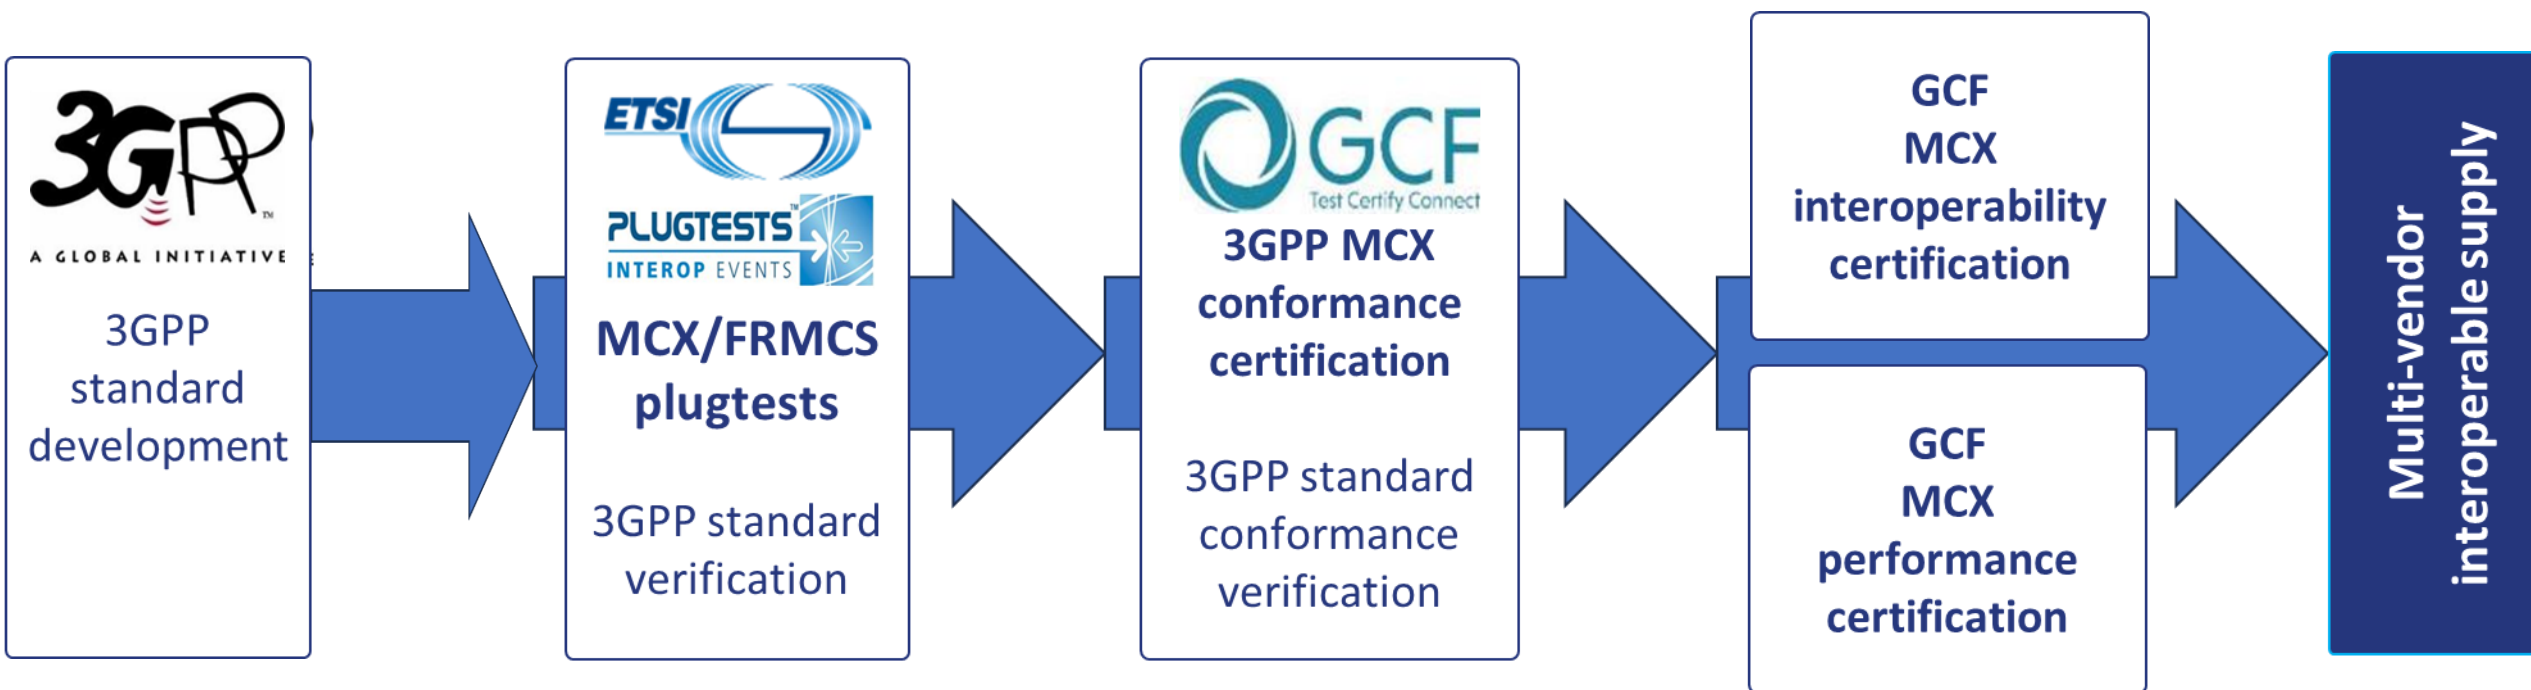 3GPP
TM
A GLOBAL INITIATIVE
3GPP
standard
development
ETSI
PLUGTESTS™
INTEROP EVENTS
MCX/FRMCS
plugtests
3GPP standard
verification
GCF
Test Certify Connect
3GPP MCX
conformance
certification
3GPP standard
conformance
verification
GCF
MCX
interoperability
certification
GCF
MCX
performance
certification
Multi-vendor
interoperable supply